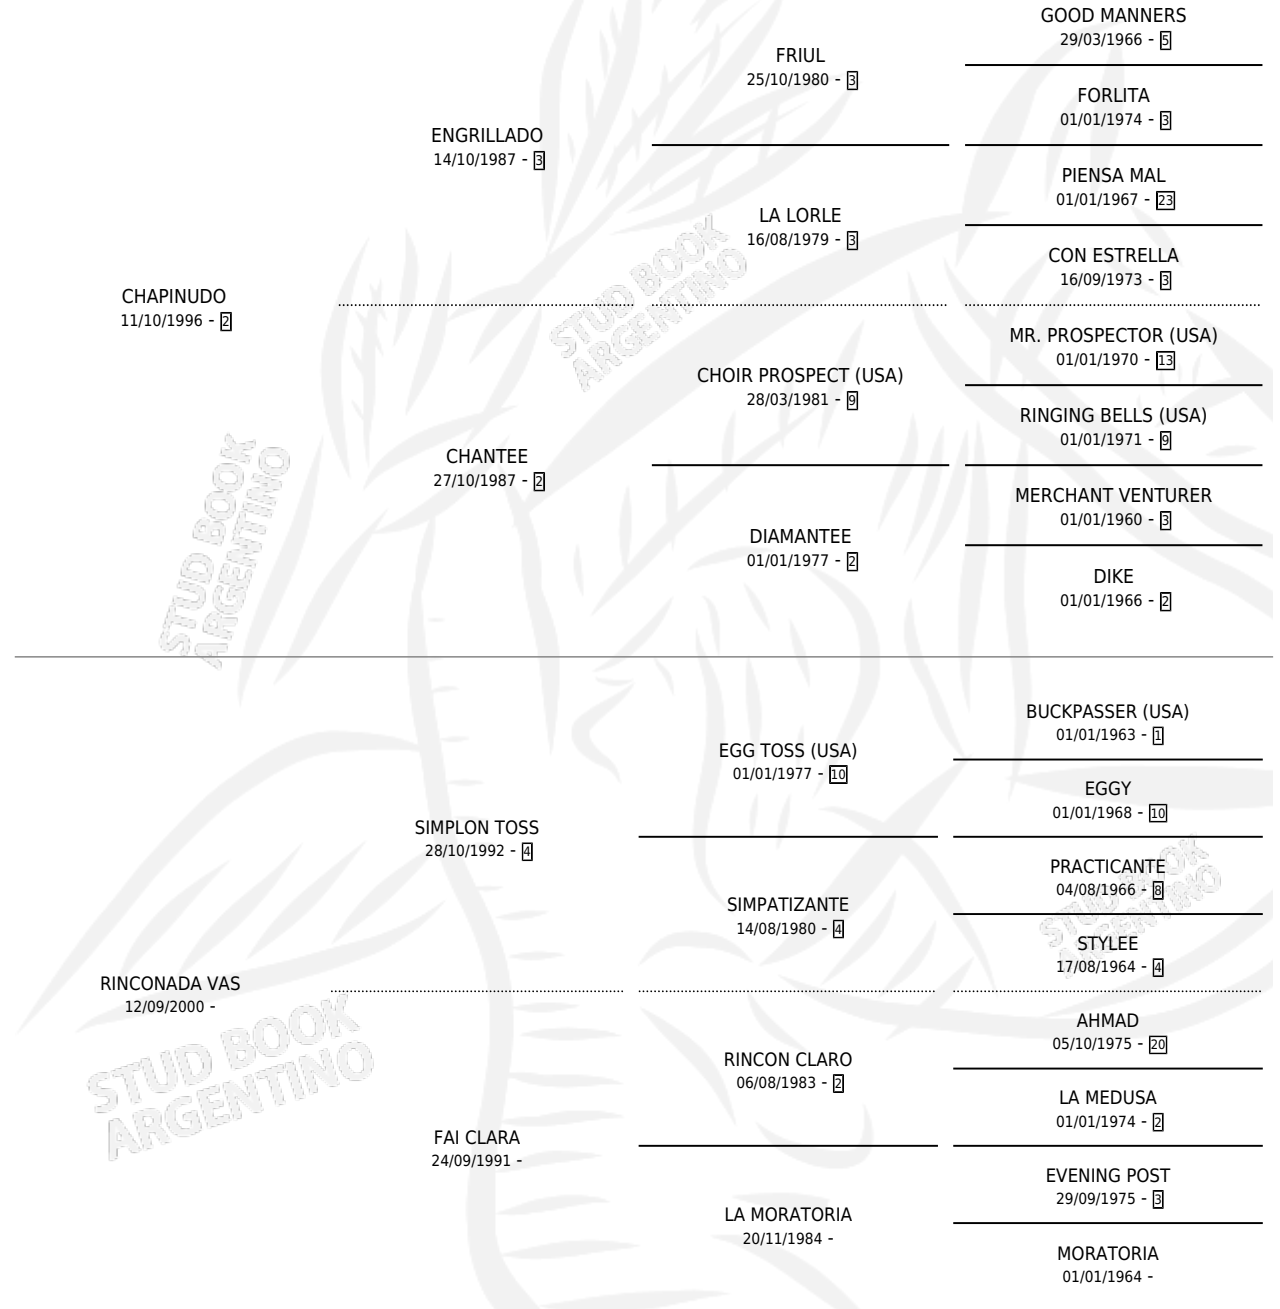 GOOD MANNERS
29/03/1966 - 5
FRIUL
25/10/1980 - 3
FORLITA
01/01/1974 - 3
ENGRILLADO
14/10/1987 - 3
PIENSA MAL
01/01/1967 - 23
LA LORLE
16/08/1979 - 3
CON ESTRELLA
16/09/1973 - 3
CHAPINUDO
11/10/1996 - 2
MR. PROSPECTOR (USA)
01/01/1970 - 13
CHOIR PROSPECT (USA)
28/03/1981 - 9
RINGING BELLS (USA)
01/01/1971 - 9
CHANTEE
27/10/1987 - 2
MERCHANT VENTURER
01/01/1960 - 3
DIAMANTEE
01/01/1977 - 2
DIKE
01/01/1966 - 2
BUCKPASSER (USA)
01/01/1963 - 1
EGG TOSS (USA)
01/01/1977 - 10
EGGY
01/01/1968 - 10
SIMPLON TOSS
28/10/1992 - 4
PRACTICANTE
04/08/1966 - 8
SIMPATIZANTE
14/08/1980 - 4
STYLEE
17/08/1964 - 4
RINCONADA VAS
12/09/2000 -
AHMAD
05/10/1975 - 20
RINCON CLARO
06/08/1983 - 2
LA MEDUSA
01/01/1974 - 2
FAI CLARA
24/09/1991 -
EVENING POST
29/09/1975 - 3
LA MORATORIA
20/11/1984 -
MORATORIA
01/01/1964 -
STUD BOOK
ARGENTINO
STUD BOOK
ARGENTINO
STUD BOOK
ARGENTINO
STUD BOOK
ARGENTINO